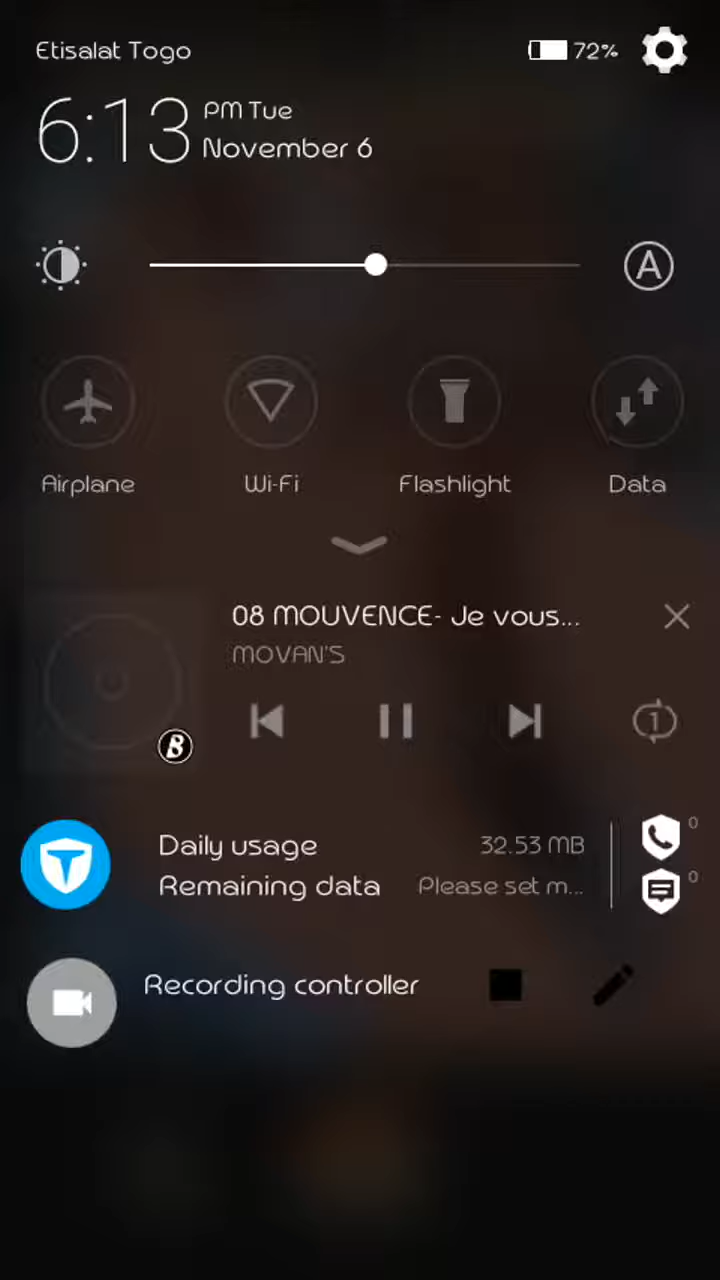 Etisalat Togo
72%
6:13
PM Tue
November 6
A
Airplane
Wi-Fi
Flashlight
Data
08 MOUVENCE- Je vous...
MOVAN'S
1
B
Daily usage
32.53 MB
0
Remaining data
Please set m...
0
Recording controller